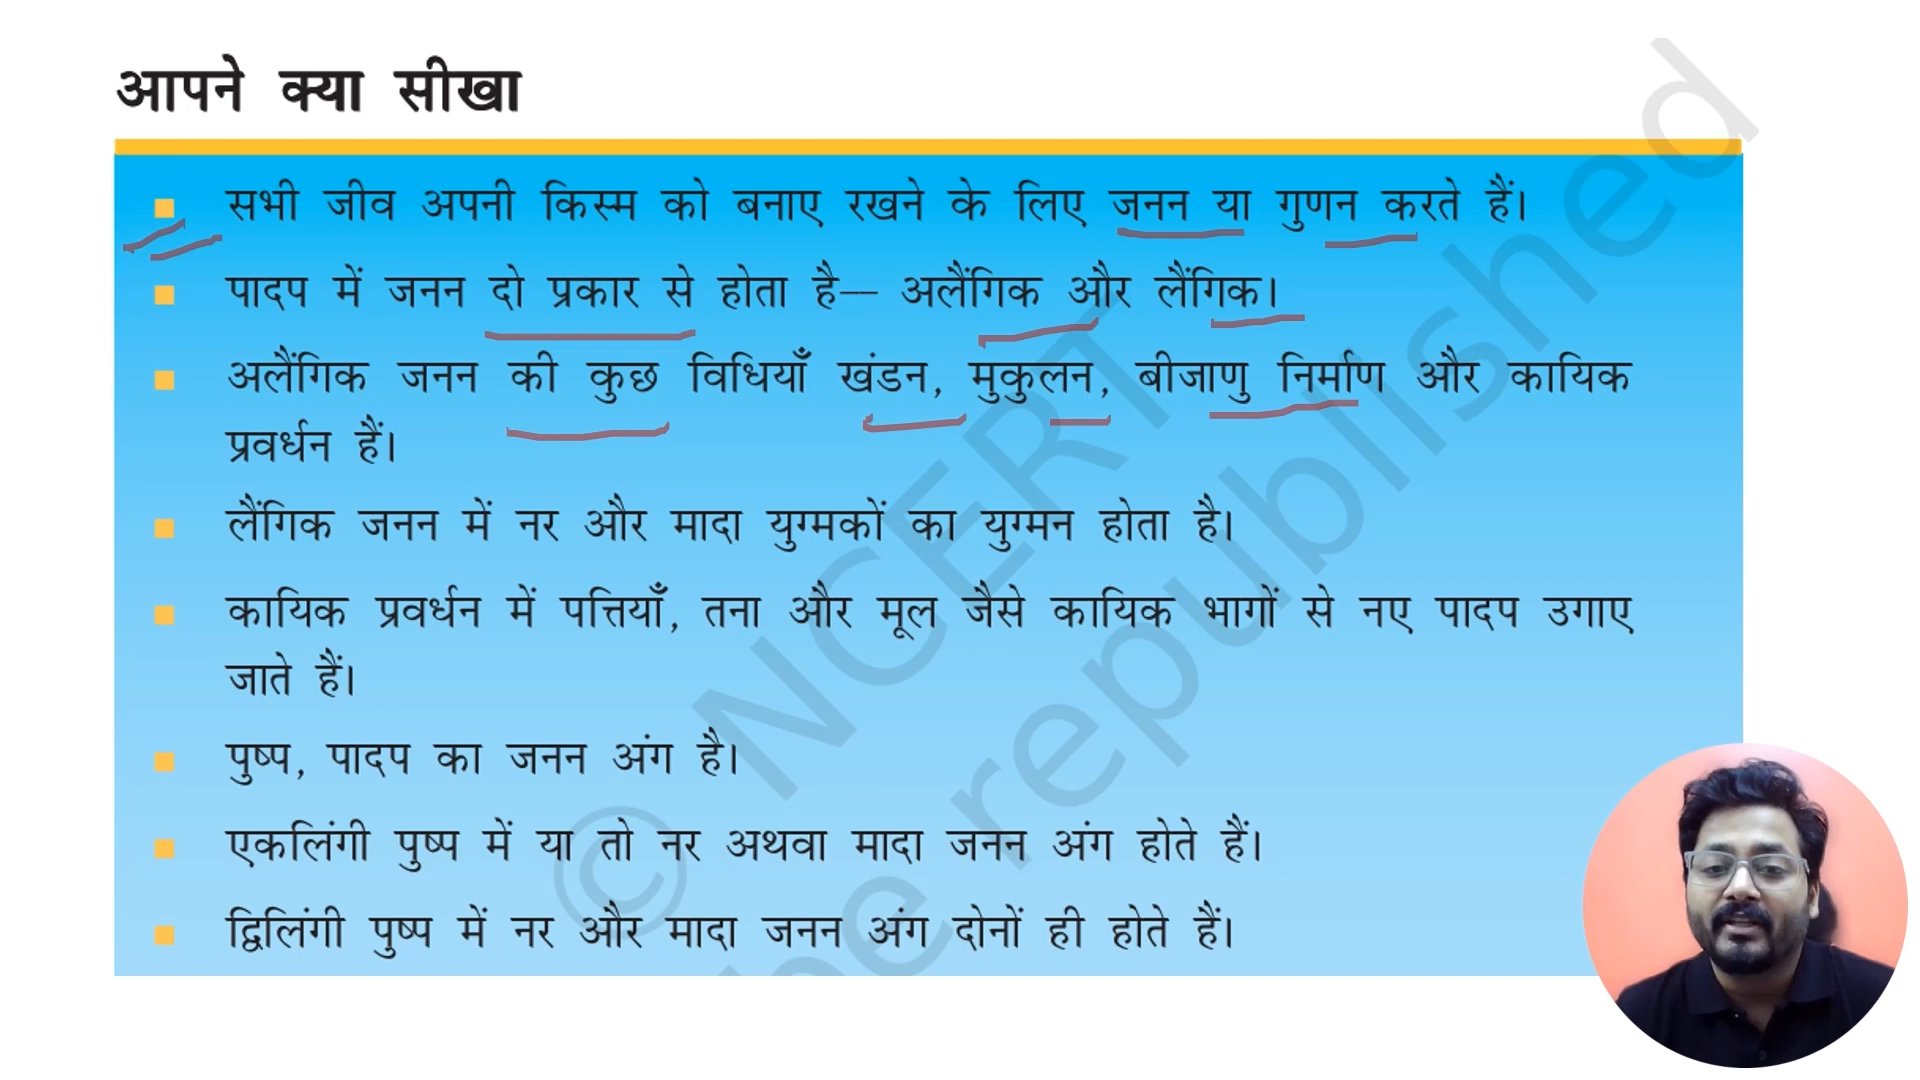 आपने क्या सीखा
सभी जीव अपनी किस्म को बनाए रखने के लिए जनन या गुणन करते हैं।
पादप में जनन दो प्रकार से होता है— अलैंगिक और लैंगिक।
अलैंगिक जनन की कुछ विधियाँ खंडन, मुकुलन, बीजाणु निर्माण और कायिक
प्रवर्धन हैं।
लैंगिक जनन में नर और मादा युग्मकों का युग्मन होता है।
कायिक प्रवर्धन में पत्तियाँ, तना और मूल जैसे कायिक भागों से नए पादप उगाए
जाते हैं।
पुष्प, पादप का जनन अंग है।
एकलिंगी पुष्प में या तो नर अथवा मादा जनन अंग होते हैं।
द्विलिंगी पुष्प में नर और मादा जनन अंग दोनों ही होते हैं।
© NCERT
be republished